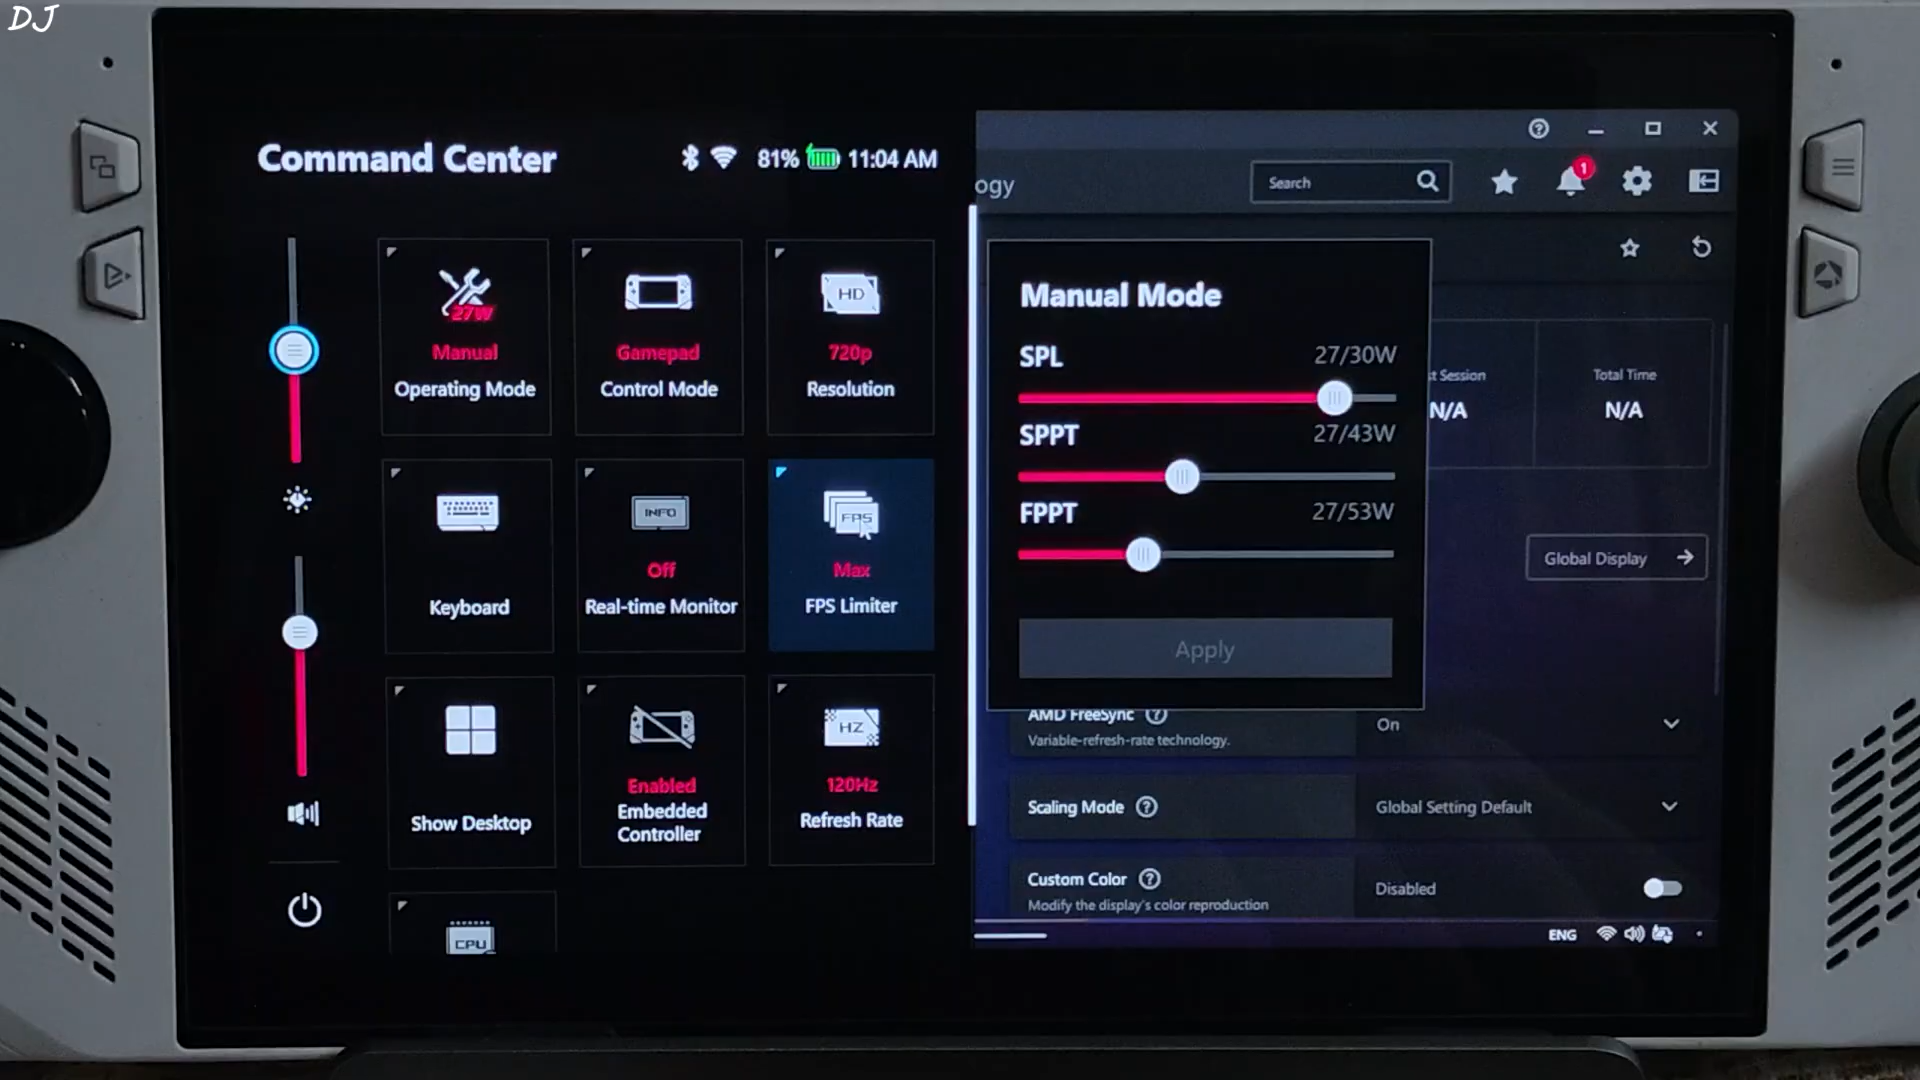 DJ
Command Center
81%
11:04 AM
27W
Manual
Operating Mode
Gamepad
Control Mode
HD
720p
Resolution
Keyboard
INFO
Off
Real-time Monitor
FPS
Max
FPS Limiter
Show Desktop
Enabled
Embedded
Controller
HZ
120Hz
Refresh Rate
CPU
ogy
Search
1
Manual Mode
SPL 27/30W
SPPT 27/43W
FPPT 27/53W
Apply
t Session
N/A
Total Time
N/A
Global Display
AMD FreeSync
Variable-refresh-rate technology.
On
Scaling Mode
Global Setting Default
Custom Color
Modify the display's color reproduction
Disabled
ENG